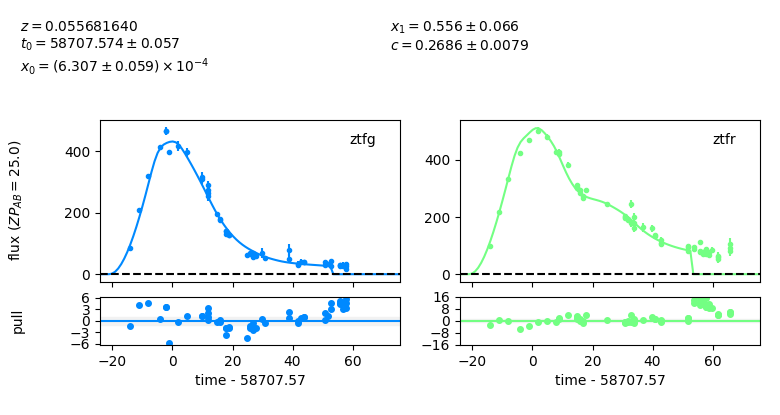 z = 0.055681640
t₀ = 58707.574 ± 0.057
x₀ = (6.307 ± 0.059) × 10⁻⁴
x₁ = 0.556 ± 0.066
c = 0.2686 ± 0.0079
flux (ZP_AB = 25.0)
400
200
0
ztfg
400
200
0
ztfr
pull
6
3
0
−3
−6
−20 0 20 40 60
time - 58707.57
16
8
0
−8
−16
−20 0 20 40 60
time - 58707.57